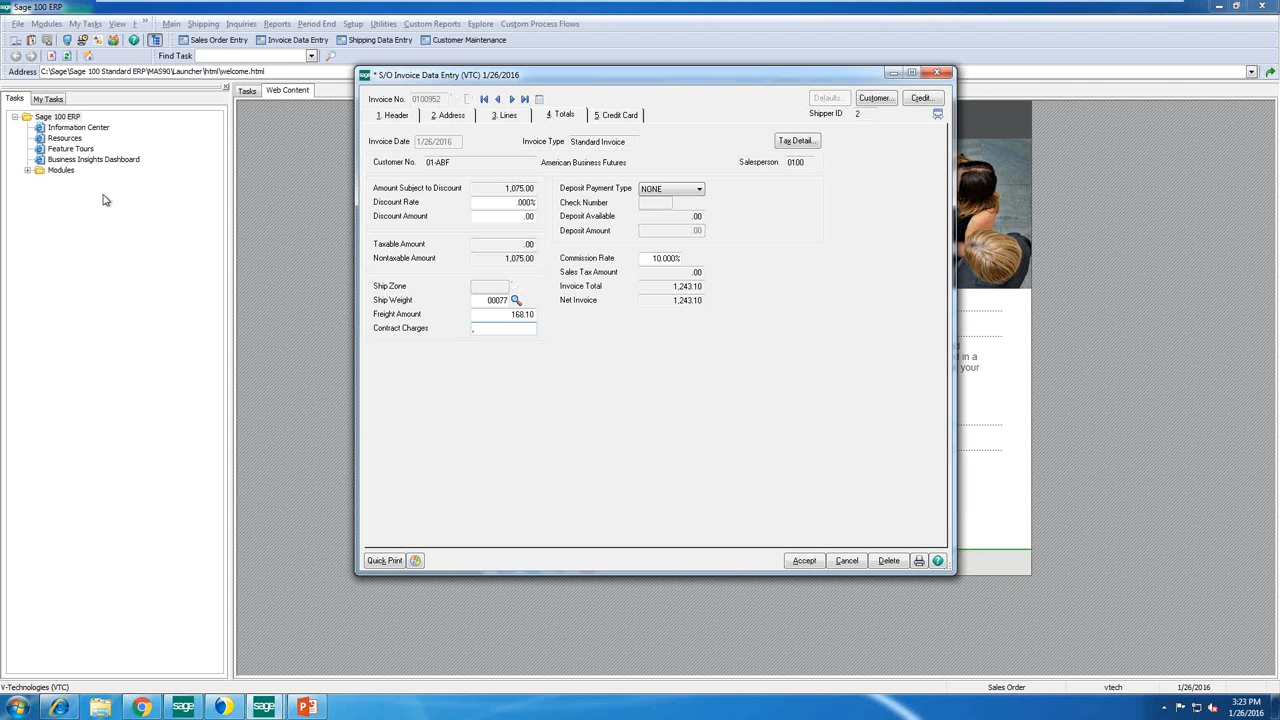 Sage 100 ERP
File Modules My Tasks View Main Shipping Inquiries Reports Period End Setup Utilities Custom Reports Explore Custom Process Flows
Sales Order Entry Invoice Data Entry Shipping Data Entry Customer Maintenance
Find Task
Address C:\Sage\Sage 100 Standard ERP\MAS90\Launcher\html\welcome.html
Tasks My Tasks
Tasks Web Content
Sage 100 ERP
Information Center
Resources
Feature Tours
Business Insights Dashboard
Modules
sage * S/O Invoice Data Entry (VTC) 1/26/2016
Invoice No. 0100952 Defaults... Customer... Credit...
1. Header 2. Address 3. Lines 4. Totals 5. Credit Card Shipper ID 2
Invoice Date 1/26/2016 Invoice Type Standard Invoice Tag Detail...
Customer No. 01-ABF American Business Futures Salesperson 0100
Amount Subject to Discount 1,075.00 Deposit Payment Type NONE
Discount Rate .000% Check Number
Discount Amount .00 Deposit Available .00
Deposit Amount .00
Taxable Amount .00
Nontaxable Amount 1,075.00 Commission Rate 10.000%
Sales Tax Amount .00
Ship Zone Invoice Total 1,243.10
Ship Weight 00077 Net Invoice 1,243.10
Freight Amount 168.10
Contract Charges .
d in a
your
Quick Print Accept Cancel Delete
V-Technologies (VTC) Sales Order vtech 1/26/2016
sage sage
3:23 PM
1/26/2016